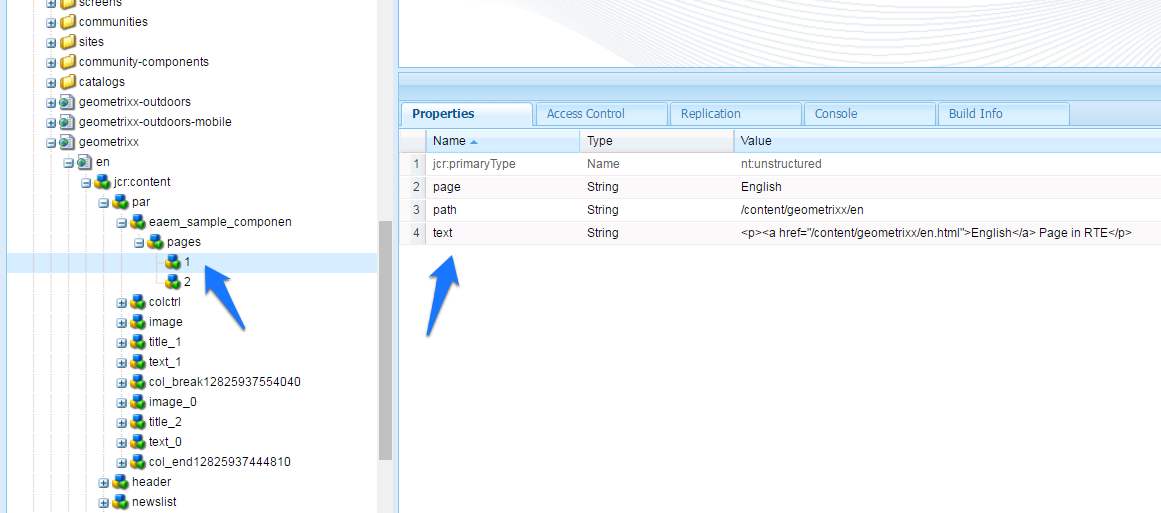 screens
communities
sites
community-components
catalogs
geometrixx-outdoors
geometrixx-outdoors-mobile
geometrixx
en
jcr:content
par
eaem_sample_componen
pages
1
2
colctrl
image
title_1
text_1
col_break12825937554040
image_0
title_2
text_0
col_end12825937444810
header
newslist
Properties Access Control Replication Console Build Info
Name Type Value
1 jcr:primaryType Name nt:unstructured
2 page String English
3 path String /content/geometrixx/en
4 text String <p><a href="/content/geometrixx/en.html">English</a> Page in RTE</p>